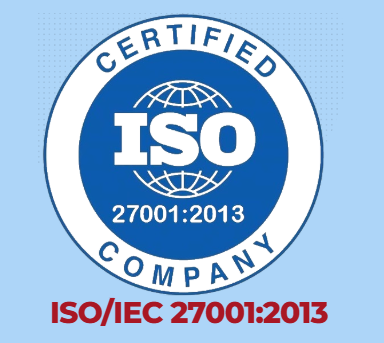 CERTIFIED
ISO
27001:2013
COMPANY
ISO/IEC 27001:2013